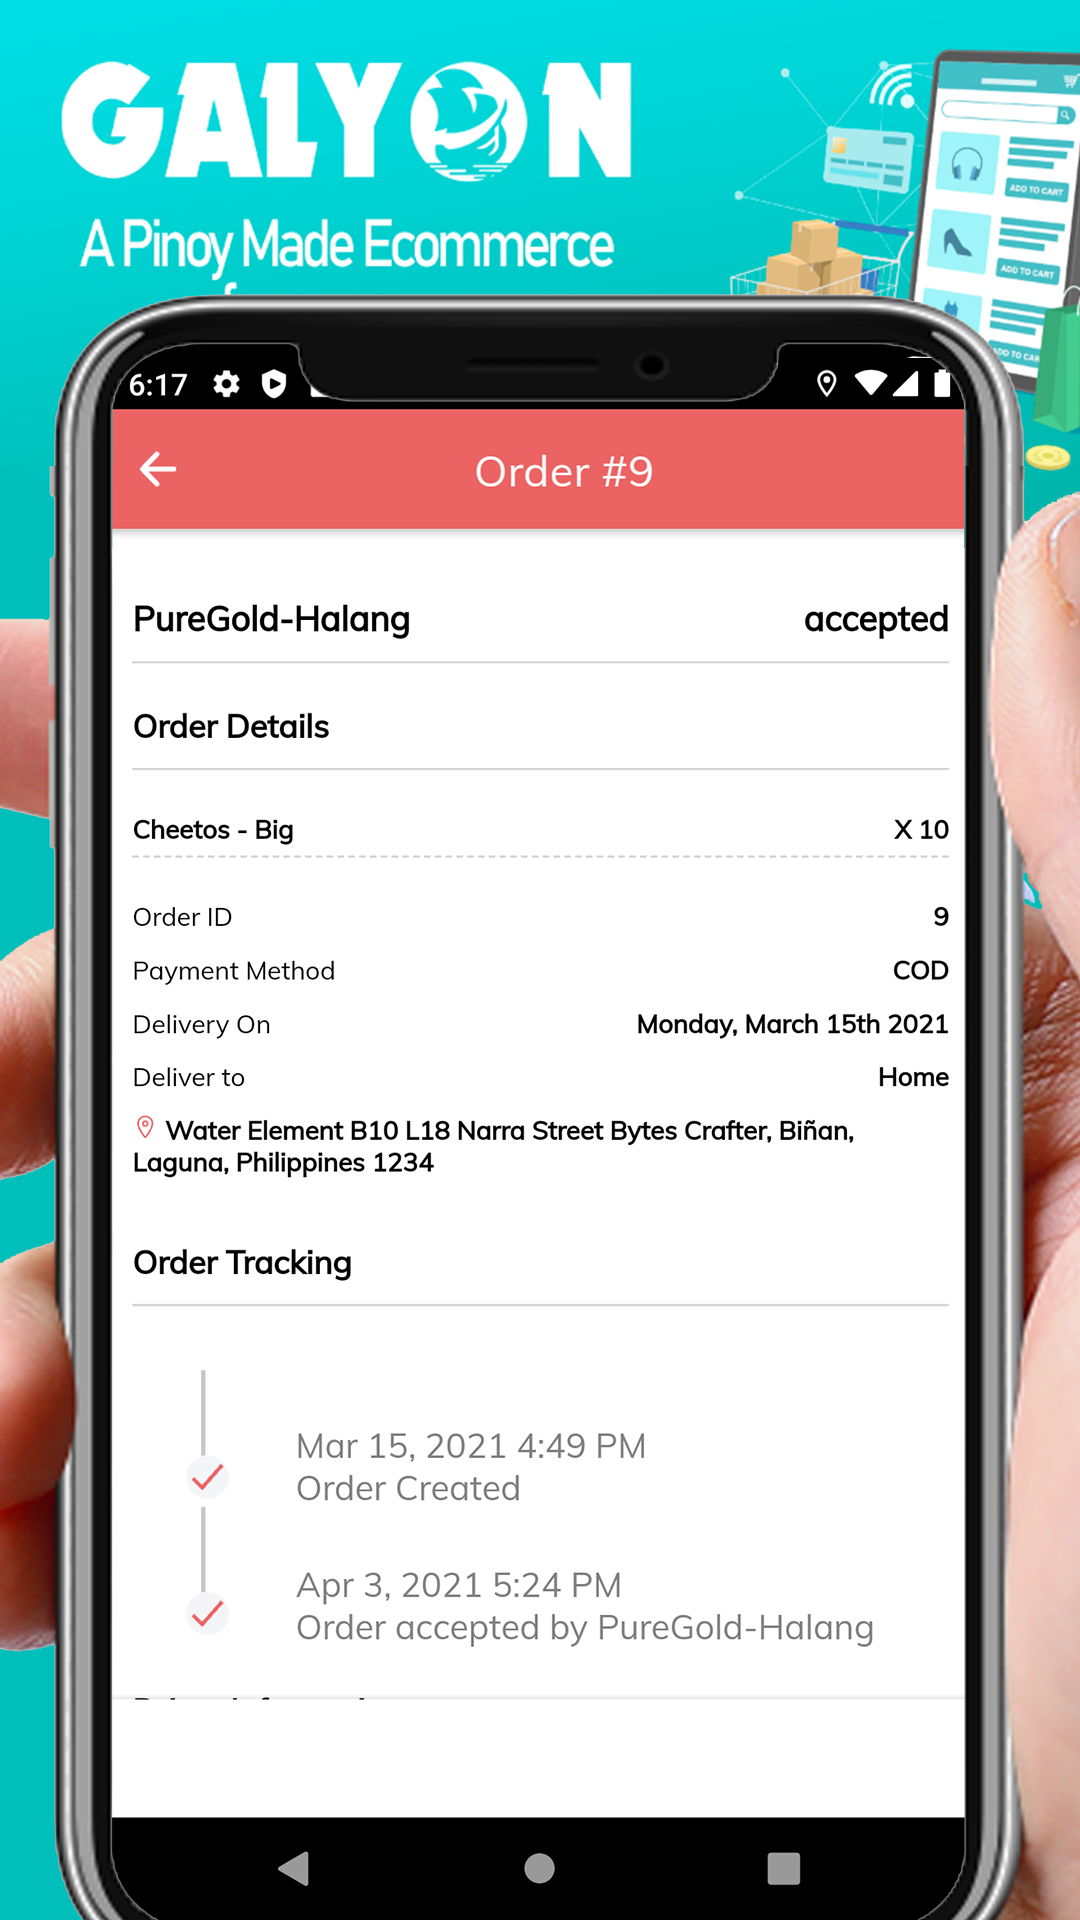 GALYON
A Pinoy Made Ecommerce
ADD TO CART
ADD TO CART
ADD TO CAR
6:17
Order #9
PureGold-Halang accepted
Order Details
Cheetos - Big X 10
Order ID 9
Payment Method COD
Delivery On Monday, March 15th 2021
Deliver to Home
Water Element B10 L18 Narra Street Bytes Crafter, Biñan,
Laguna, Philippines 1234
Order Tracking
Mar 15, 2021 4:49 PM
Order Created
Apr 3, 2021 5:24 PM
Order accepted by PureGold-Halang